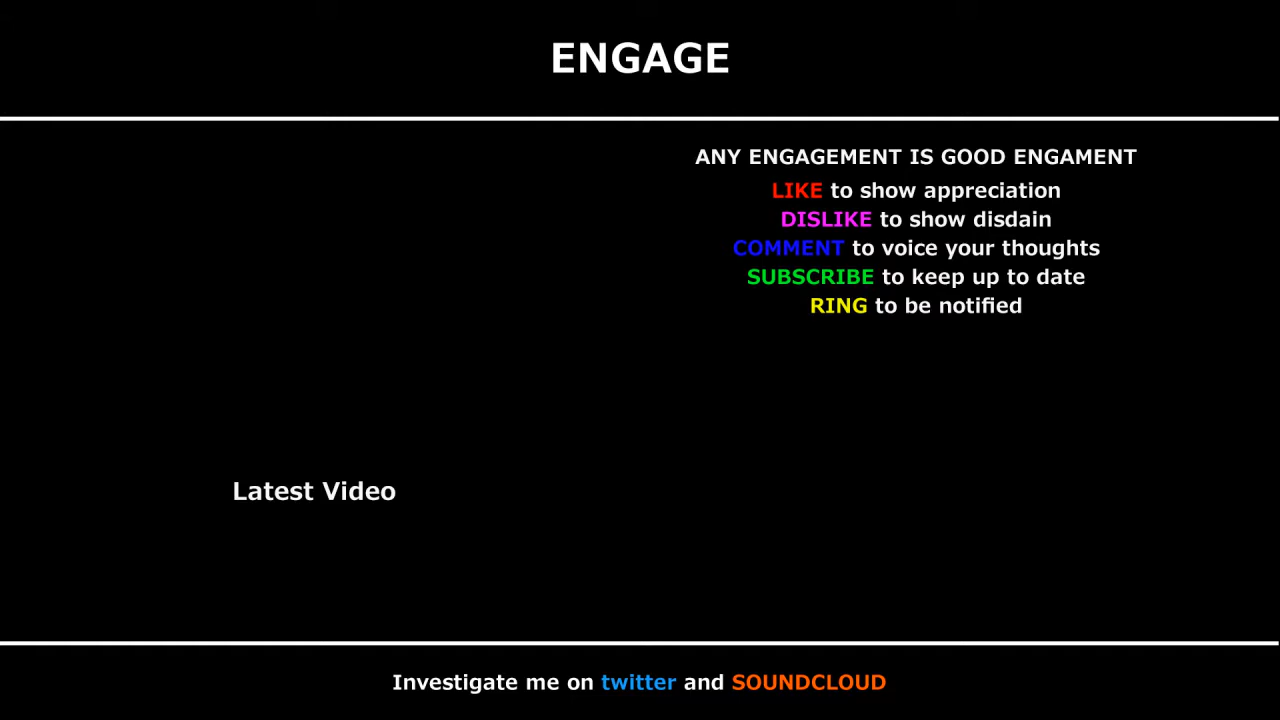 ENGAGE
ANY ENGAGEMENT IS GOOD ENGAMENT
LIKE to show appreciation
DISLIKE to show disdain
COMMENT to voice your thoughts
SUBSCRIBE to keep up to date
RING to be notified
Latest Video
Investigate me on twitter and SOUNDCLOUD